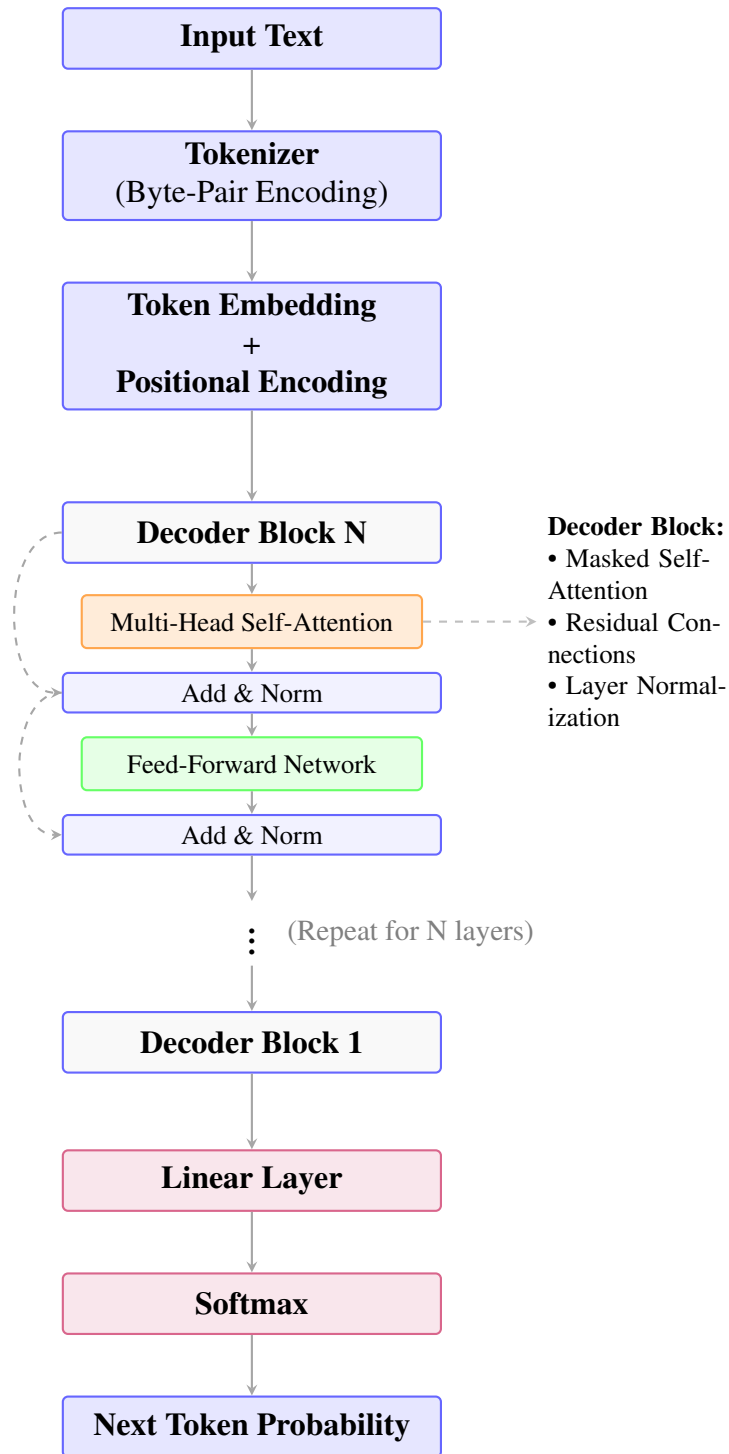 Input Text
Tokenizer
(Byte-Pair Encoding)
Token Embedding
+
Positional Encoding
Decoder Block N
Multi-Head Self-Attention
Add & Norm
Feed-Forward Network
Add & Norm
Decoder Block:
• Masked Self-
Attention
• Residual Con-
nections
• Layer Normal-
ization
⋮
(Repeat for N layers)
Decoder Block 1
Linear Layer
Softmax
Next Token Probability